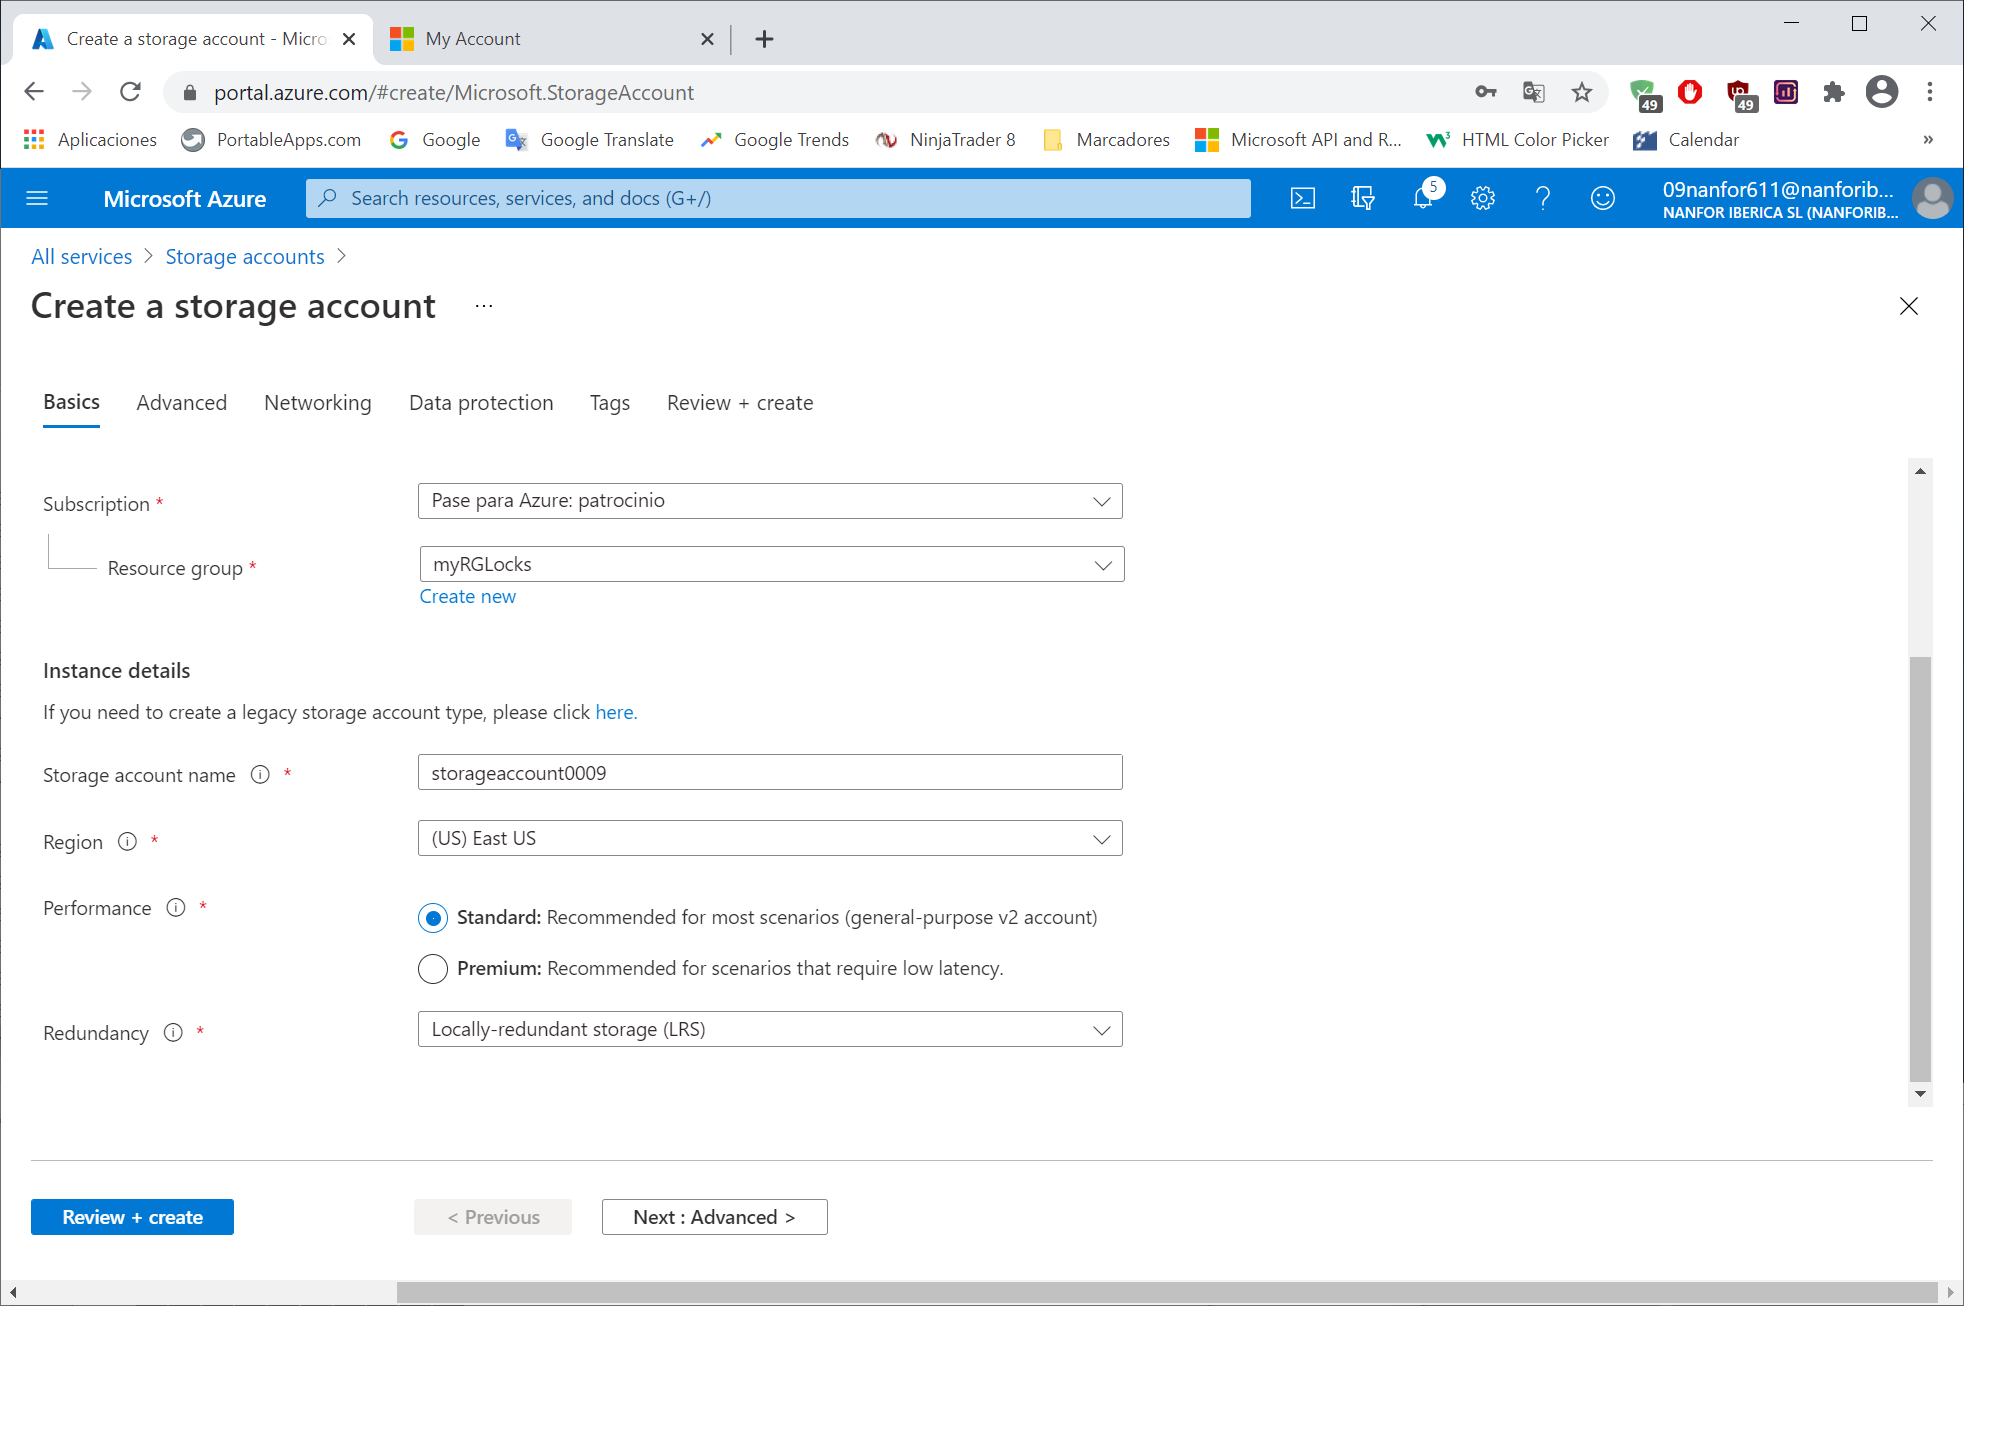 Create a storage account - Micro
My Account
portal.azure.com/#create/Microsoft.StorageAccount
49
49
Aplicaciones
PortableApps.com
Google
Google Translate
Google Trends
NinjaTrader 8
Marcadores
Microsoft API and R...
HTML Color Picker
Calendar
»
Microsoft Azure
Search resources, services, and docs (G+/)
5
09nanfor611@nanforib...
NANFOR IBERICA SL (NANFORIB...
All services > Storage accounts >
Create a storage account ...
Basics
Advanced
Networking
Data protection
Tags
Review + create
Subscription *
Pase para Azure: patrocinio
Resource group *
myRGLocks
Create new
Instance details
If you need to create a legacy storage account type, please click here.
Storage account name *
storageaccount0009
Region *
(US) East US
Performance *
Standard: Recommended for most scenarios (general-purpose v2 account)
Premium: Recommended for scenarios that require low latency.
Redundancy *
Locally-redundant storage (LRS)
Review + create
< Previous
Next : Advanced >